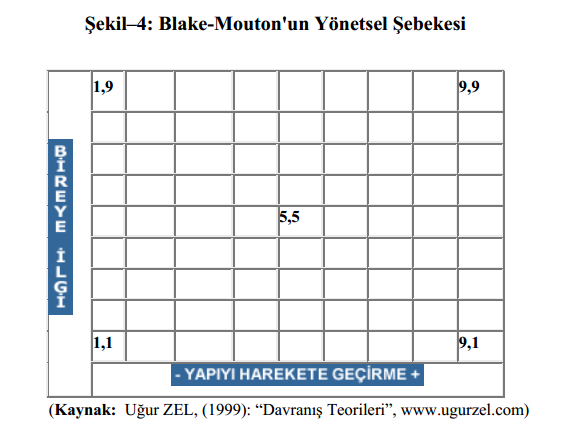 Şekil–4: Blake-Mouton'un Yönetsel Şebekesi
1,9 9,9
BİREYE İLGİ
5,5
1,1 9,1
- YAPIYI HAREKETE GEÇİRME +
(Kaynak: Uğur ZEL, (1999): “Davranış Teorileri”, www.ugurzel.com)